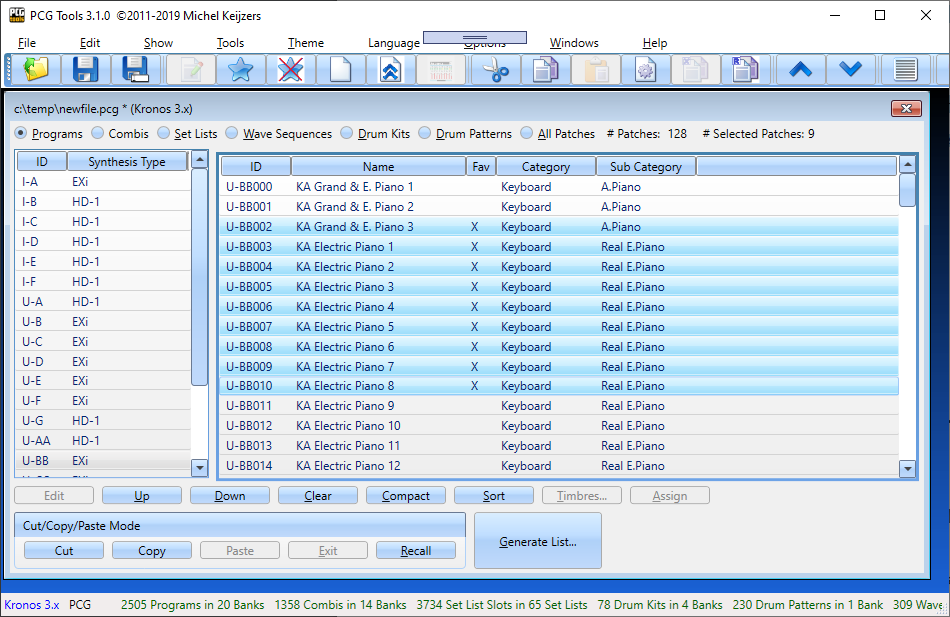 PCG Tools 3.1.0 ©2011-2019 Michel Keijzers
File Edit Show Tools Theme Language Options Windows Help
c:\temp\newfile.pcg * (Kronos 3.x)
Programs Combis Set Lists Wave Sequences Drum Kits Drum Patterns All Patches # Patches: 128 # Selected Patches: 9
ID Synthesis Type
I-A EXi
I-B HD-1
I-C HD-1
I-D HD-1
I-E HD-1
I-F HD-1
U-A HD-1
U-B EXi
U-C EXi
U-D EXi
U-E EXi
U-F EXi
U-G HD-1
U-AA HD-1
U-BB EXi
ID Name Fav Category Sub Category
U-BB000 KA Grand & E. Piano 1 Keyboard A.Piano
U-BB001 KA Grand & E. Piano 2 Keyboard A.Piano
U-BB002 KA Grand & E. Piano 3 X Keyboard A.Piano
U-BB003 KA Electric Piano 1 X Keyboard Real E.Piano
U-BB004 KA Electric Piano 2 X Keyboard Real E.Piano
U-BB005 KA Electric Piano 3 X Keyboard Real E.Piano
U-BB006 KA Electric Piano 4 X Keyboard Real E.Piano
U-BB007 KA Electric Piano 5 X Keyboard Real E.Piano
U-BB008 KA Electric Piano 6 X Keyboard Real E.Piano
U-BB009 KA Electric Piano 7 X Keyboard Real E.Piano
U-BB010 KA Electric Piano 8 X Keyboard Real E.Piano
U-BB011 KA Electric Piano 9 Keyboard Real E.Piano
U-BB012 KA Electric Piano 10 Keyboard Real E.Piano
U-BB013 KA Electric Piano 11 Keyboard Real E.Piano
U-BB014 KA Electric Piano 12 Keyboard Real E.Piano
Edit Up Down Clear Compact Sort Timbres... Assign
Cut/Copy/Paste Mode
Cut Copy Paste Exit Recall
Generate List...
Kronos 3.x PCG 2505 Programs in 20 Banks 1358 Combis in 14 Banks 3734 Set List Slots in 65 Set Lists 78 Drum Kits in 4 Banks 230 Drum Patterns in 1 Bank 309 Wave